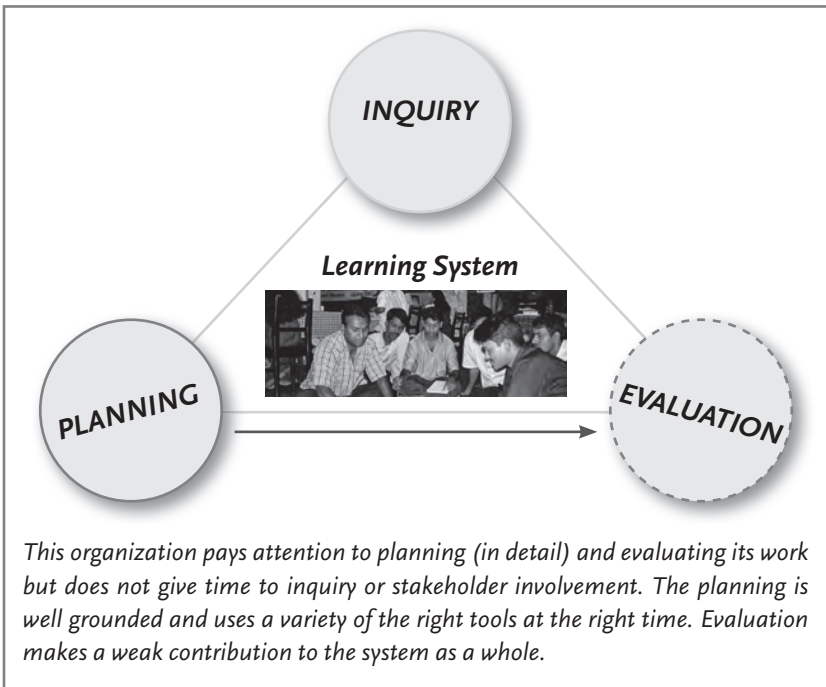 INQUIRY
Learning System
PLANNING
EVALUATION
This organization pays attention to planning (in detail) and evaluating its work
but does not give time to inquiry or stakeholder involvement. The planning is
well grounded and uses a variety of the right tools at the right time. Evaluation
makes a weak contribution to the system as a whole.